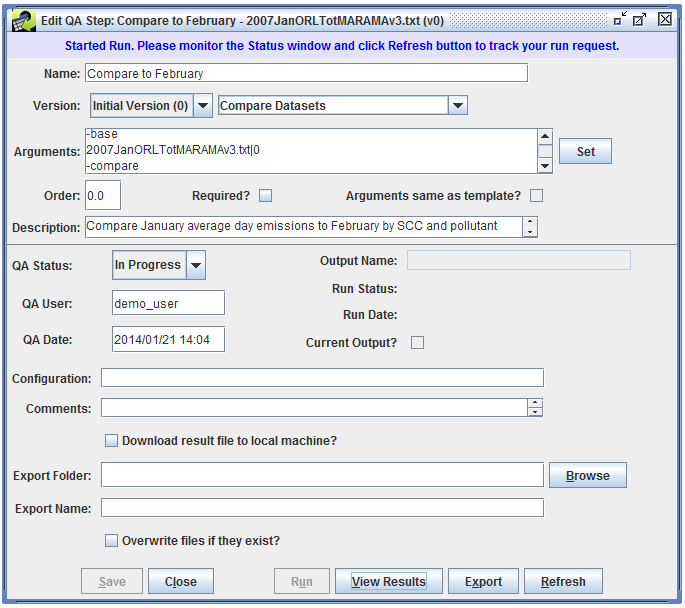 Edit QA Step: Compare to February - 2007JanORLTotMARAMAv3.txt (v0)
Started Run. Please monitor the Status window and click Refresh button to track your run request.
Name: Compare to February
Version: Initial Version (0) Compare Datasets
-base
Arguments: 2007JanORLTotMARAMAv3.txt|0 Set
-compare
Order: 0.0 Required? Arguments same as template?
Description: Compare January average day emissions to February by SCC and pollutant
QA Status: In Progress Output Name:
Run Status:
QA User: demo_user
Run Date:
QA Date: 2014/01/21 14:04 Current Output?
Configuration:
Comments:
Download result file to local machine?
Export Folder: Browse
Export Name:
Overwrite files if they exist?
Save Close Run View Results Export Refresh